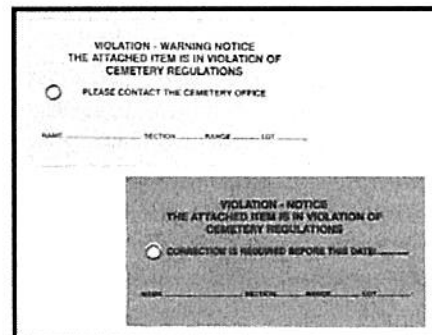 VIOLATION - WARNING NOTICE
THE ATTACHED ITEM IS IN VIOLATION OF
CEMETERY REGULATIONS
PLEASE CONTACT THE CEMETERY OFFICE
NAME SECTION RANGE LOT
VIOLATION - NOTICE
THE ATTACHED ITEM IS IN VIOLATION OF
CEMETERY REGULATIONS
CORRECTION IS REQUIRED BEFORE THIS DATE:
NAME SECTION RANGE LOT